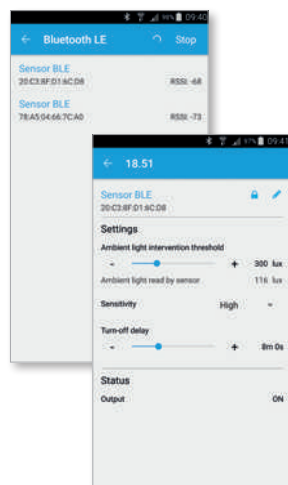 09:40
Bluetooth LE Stop
Sensor BLE
20:C3:8F:D1:6C:D8 RSSI: -68
Sensor BLE
78:A5:04:66:7C:A0 RSSI: -73
09:41
18.51
Sensor BLE
20:C3:8F:D1:6C:D8
Settings
Ambient light intervention threshold
- + 300 lux
Ambient light read by sensor 116 lux
Sensitivity High
Turn-off delay
- + 8m 0s
Status
Output ON